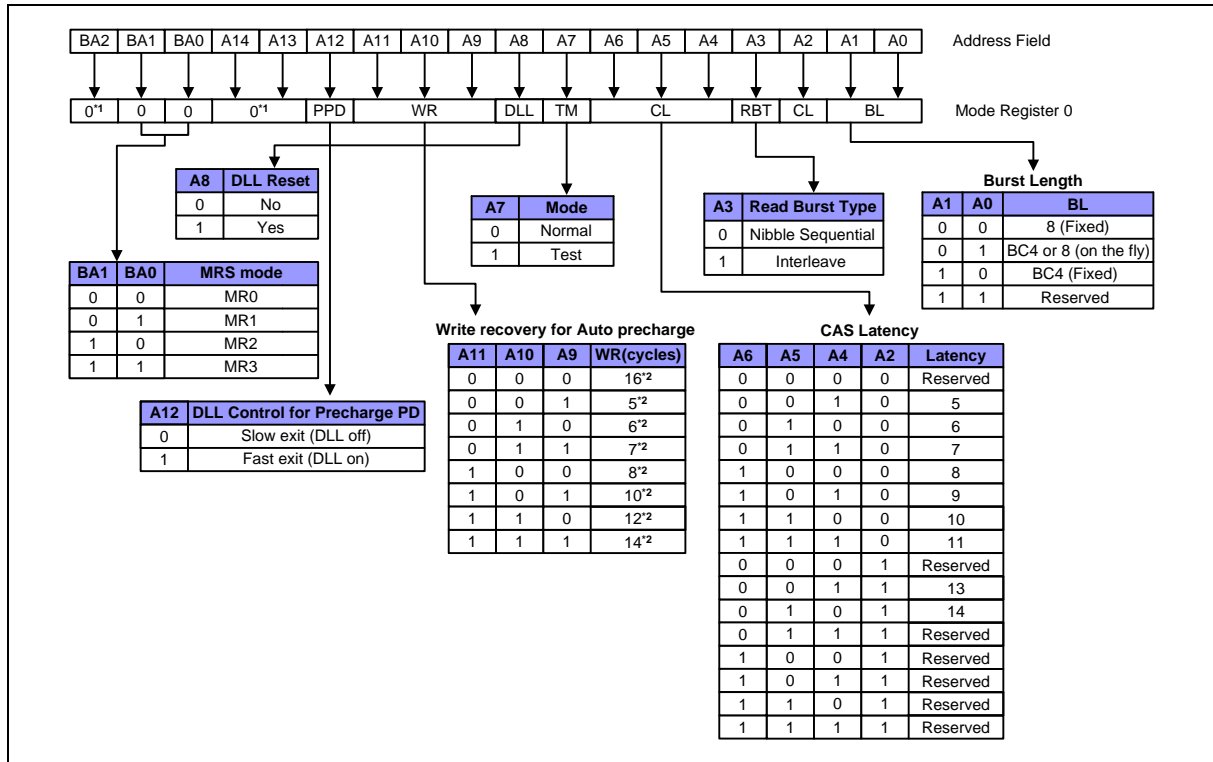 BA2 BA1 BA0 A14 A13 A12 A11 A10 A9 A8 A7 A6 A5 A4 A3 A2 A1 A0 Address Field
0*1 0 0 0*1 PPD WR DLL TM CL RBT CL BL Mode Register 0
A8 DLL Reset
0 No
1 Yes
A7 Mode
0 Normal
1 Test
A3 Read Burst Type
0 Nibble Sequential
1 Interleave
Burst Length
A1 A0 BL
0 0 8 (Fixed)
0 1 BC4 or 8 (on the fly)
1 0 BC4 (Fixed)
1 1 Reserved
BA1 BA0 MRS mode
0 0 MR0
0 1 MR1
1 0 MR2
1 1 MR3
A12 DLL Control for Precharge PD
0 Slow exit (DLL off)
1 Fast exit (DLL on)
Write recovery for Auto precharge
A11 A10 A9 WR(cycles)
0 0 0 16*2
0 0 1 5*2
0 1 0 6*2
0 1 1 7*2
1 0 0 8*2
1 0 1 10*2
1 1 0 12*2
1 1 1 14*2
CAS Latency
A6 A5 A4 A2 Latency
0 0 0 0 Reserved
0 0 1 0 5
0 1 0 0 6
0 1 1 0 7
1 0 0 0 8
1 0 1 0 9
1 1 0 0 10
1 1 1 0 11
0 0 0 1 Reserved
0 0 1 1 13
0 1 0 1 14
0 1 1 1 Reserved
1 0 0 1 Reserved
1 0 1 1 Reserved
1 1 0 1 Reserved
1 1 1 1 Reserved